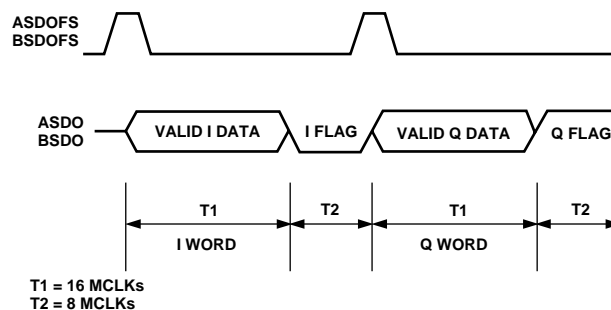 ASDOFS
BSDOFS
ASDO
BSDO
VALID I DATA
I FLAG
VALID Q DATA
Q FLAG
T1
T2
T1
T2
I WORD
Q WORD
T1 = 16 MCLKs
T2 = 8 MCLKs